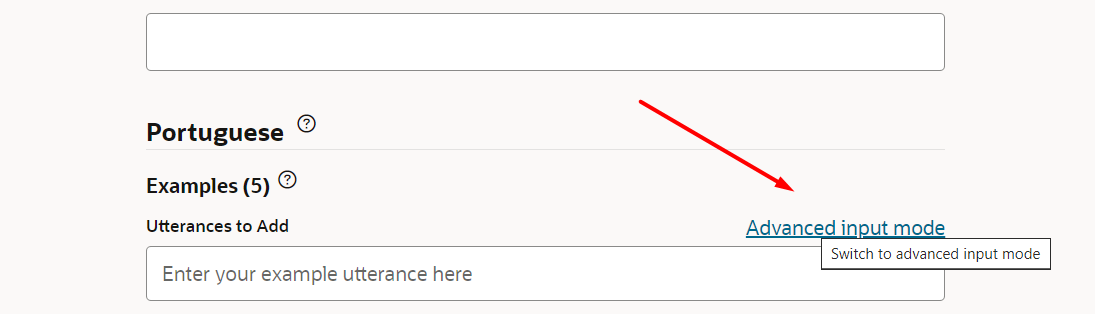 Portuguese ?
Examples (5) ?
Utterances to Add
Advanced input mode
Switch to advanced input mode
Enter your example utterance here